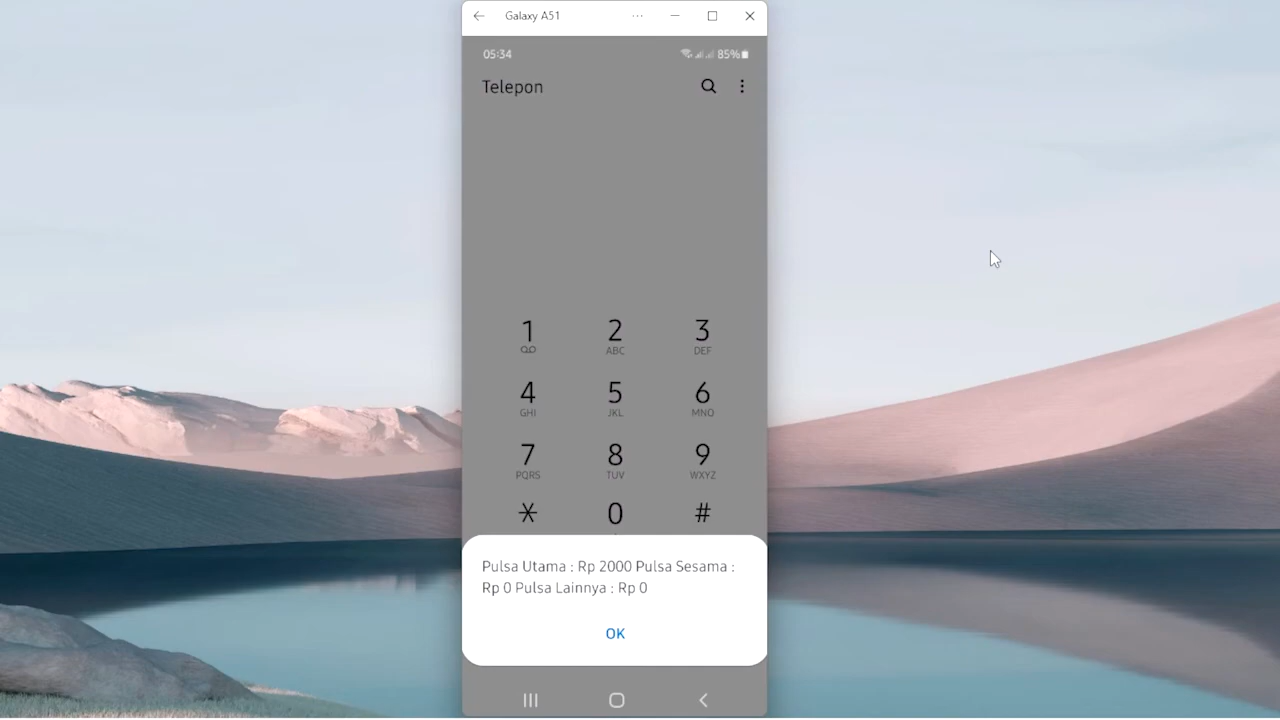 Galaxy A51
05:34 85%
Telepon
1 2 3
ABC DEF
4 5 6
GHI JKL MNO
7 8 9
PQRS TUV WXYZ
* 0 #
Pulsa Utama : Rp 2000 Pulsa Sesama :
Rp 0 Pulsa Lainnya : Rp 0
OK